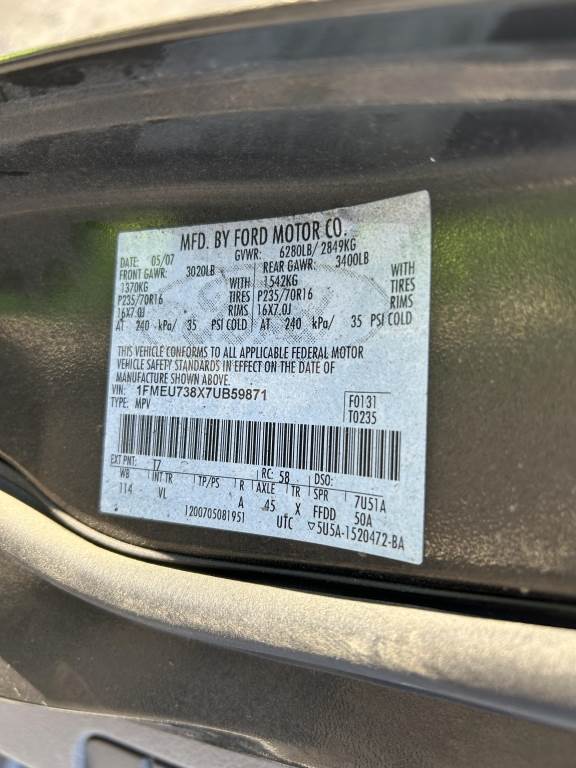 MFD. BY FORD MOTOR CO.
DATE: 05/07 GVWR: 6280LB/ 2849KG
FRONT GAWR: 3020LB REAR GAWR: 3400LB
1370KG WITH 1542KG WITH
P235/70R16 TIRES P235/70R16 TIRES
16X7.0J RIMS 16X7.0J RIMS
AT 240 kPa/ 35 PSI COLD AT 240 kPa/ 35 PSI COLD
THIS VEHICLE CONFORMS TO ALL APPLICABLE FEDERAL MOTOR
VEHICLE SAFETY STANDARDS IN EFFECT ON THE DATE OF
MANUFACTURE SHOWN ABOVE.
VIN: 1FMEU738X7UB59871 F0131
TYPE: MPV T0235
EXT PNT: T7 RC: 58 DSO:
WB INT TR TP/PS R AXLE TR SPR 7U51A
114 VL A 45 X FFDD 50A
1200705081951 UTC ▽5U5A-1520472-BA